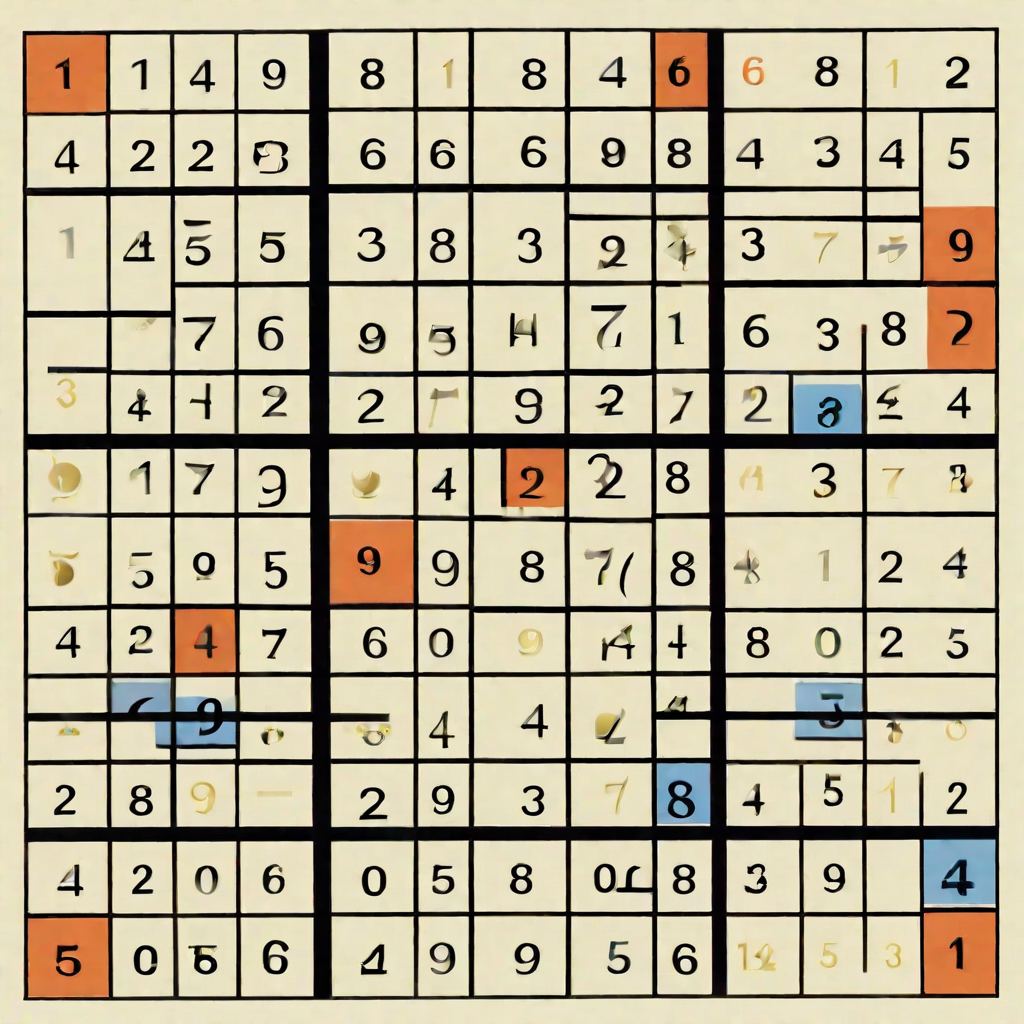 1 1 4 9 8 1 8 4 6 6 8 1 2
4 2 2 6 6 6 9 8 4 3 4 5
1 4 5 5 3 8 3 2 3 7 9
7 6 9 5 H 7 1 6 3 8 2
3 4 4 2 2 7 9 2 7 2 4
1 7 9 4 2 2 8 3 7
5 9 5 9 9 8 7 8 1 2 4
4 2 4 7 6 0 9 4 8 0 2 5
9 4 4
2 8 9 2 9 3 7 8 4 5 1 2
4 2 0 6 0 5 8 0 8 3 9 4
5 0 6 4 9 9 5 6 5 3 1